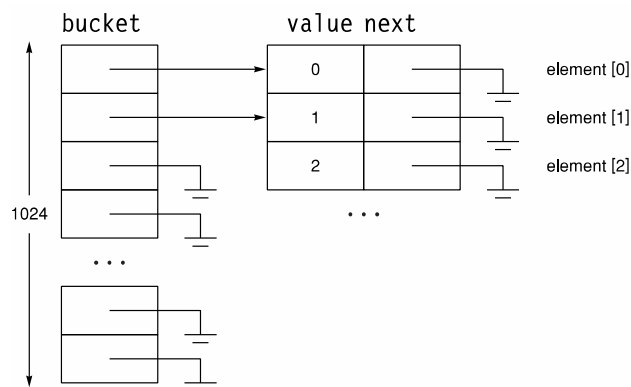 bucket value next
0 element [0]
1 element [1]
2 element [2]
1024 ...
...